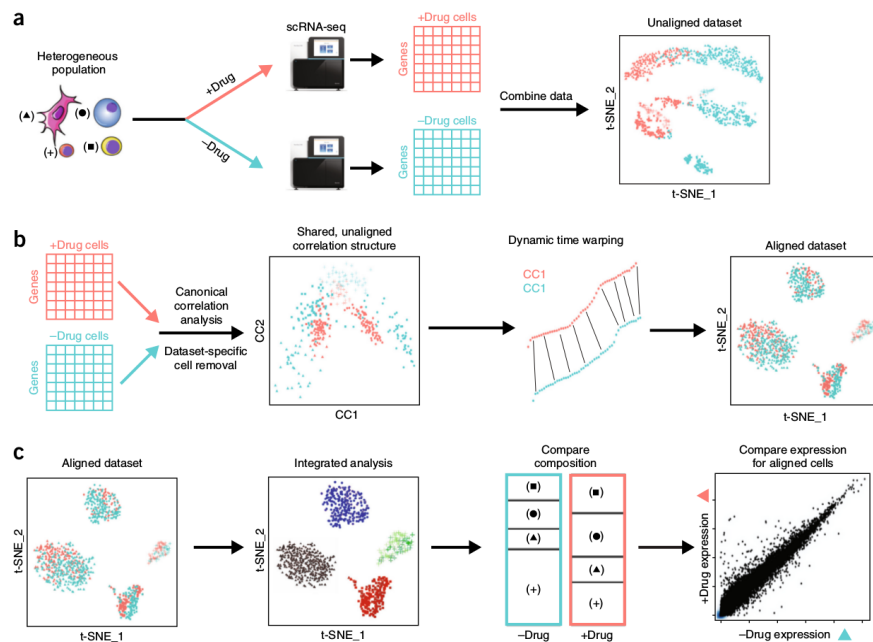 a
Heterogeneous
population
(▲)
(●)
(+)
(■)
+Drug
–Drug
scRNA-seq
+Drug cells
Genes
–Drug cells
Genes
Combine data
Unaligned dataset
t-SNE_2
t-SNE_1
b
+Drug cells
Genes
–Drug cells
Genes
Canonical
correlation
analysis
Dataset-specific
cell removal
Shared, unaligned
correlation structure
CC2
CC1
Dynamic time warping
CC1
CC1
Aligned dataset
t-SNE_2
t-SNE_1
c
Aligned dataset
t-SNE_2
t-SNE_1
Integrated analysis
t-SNE_2
t-SNE_1
Compare
composition
(■)
(●)
(▲)
(+)
–Drug
(■)
(●)
(▲)
(+)
+Drug
Compare expression
for aligned cells
+Drug expression
–Drug expression